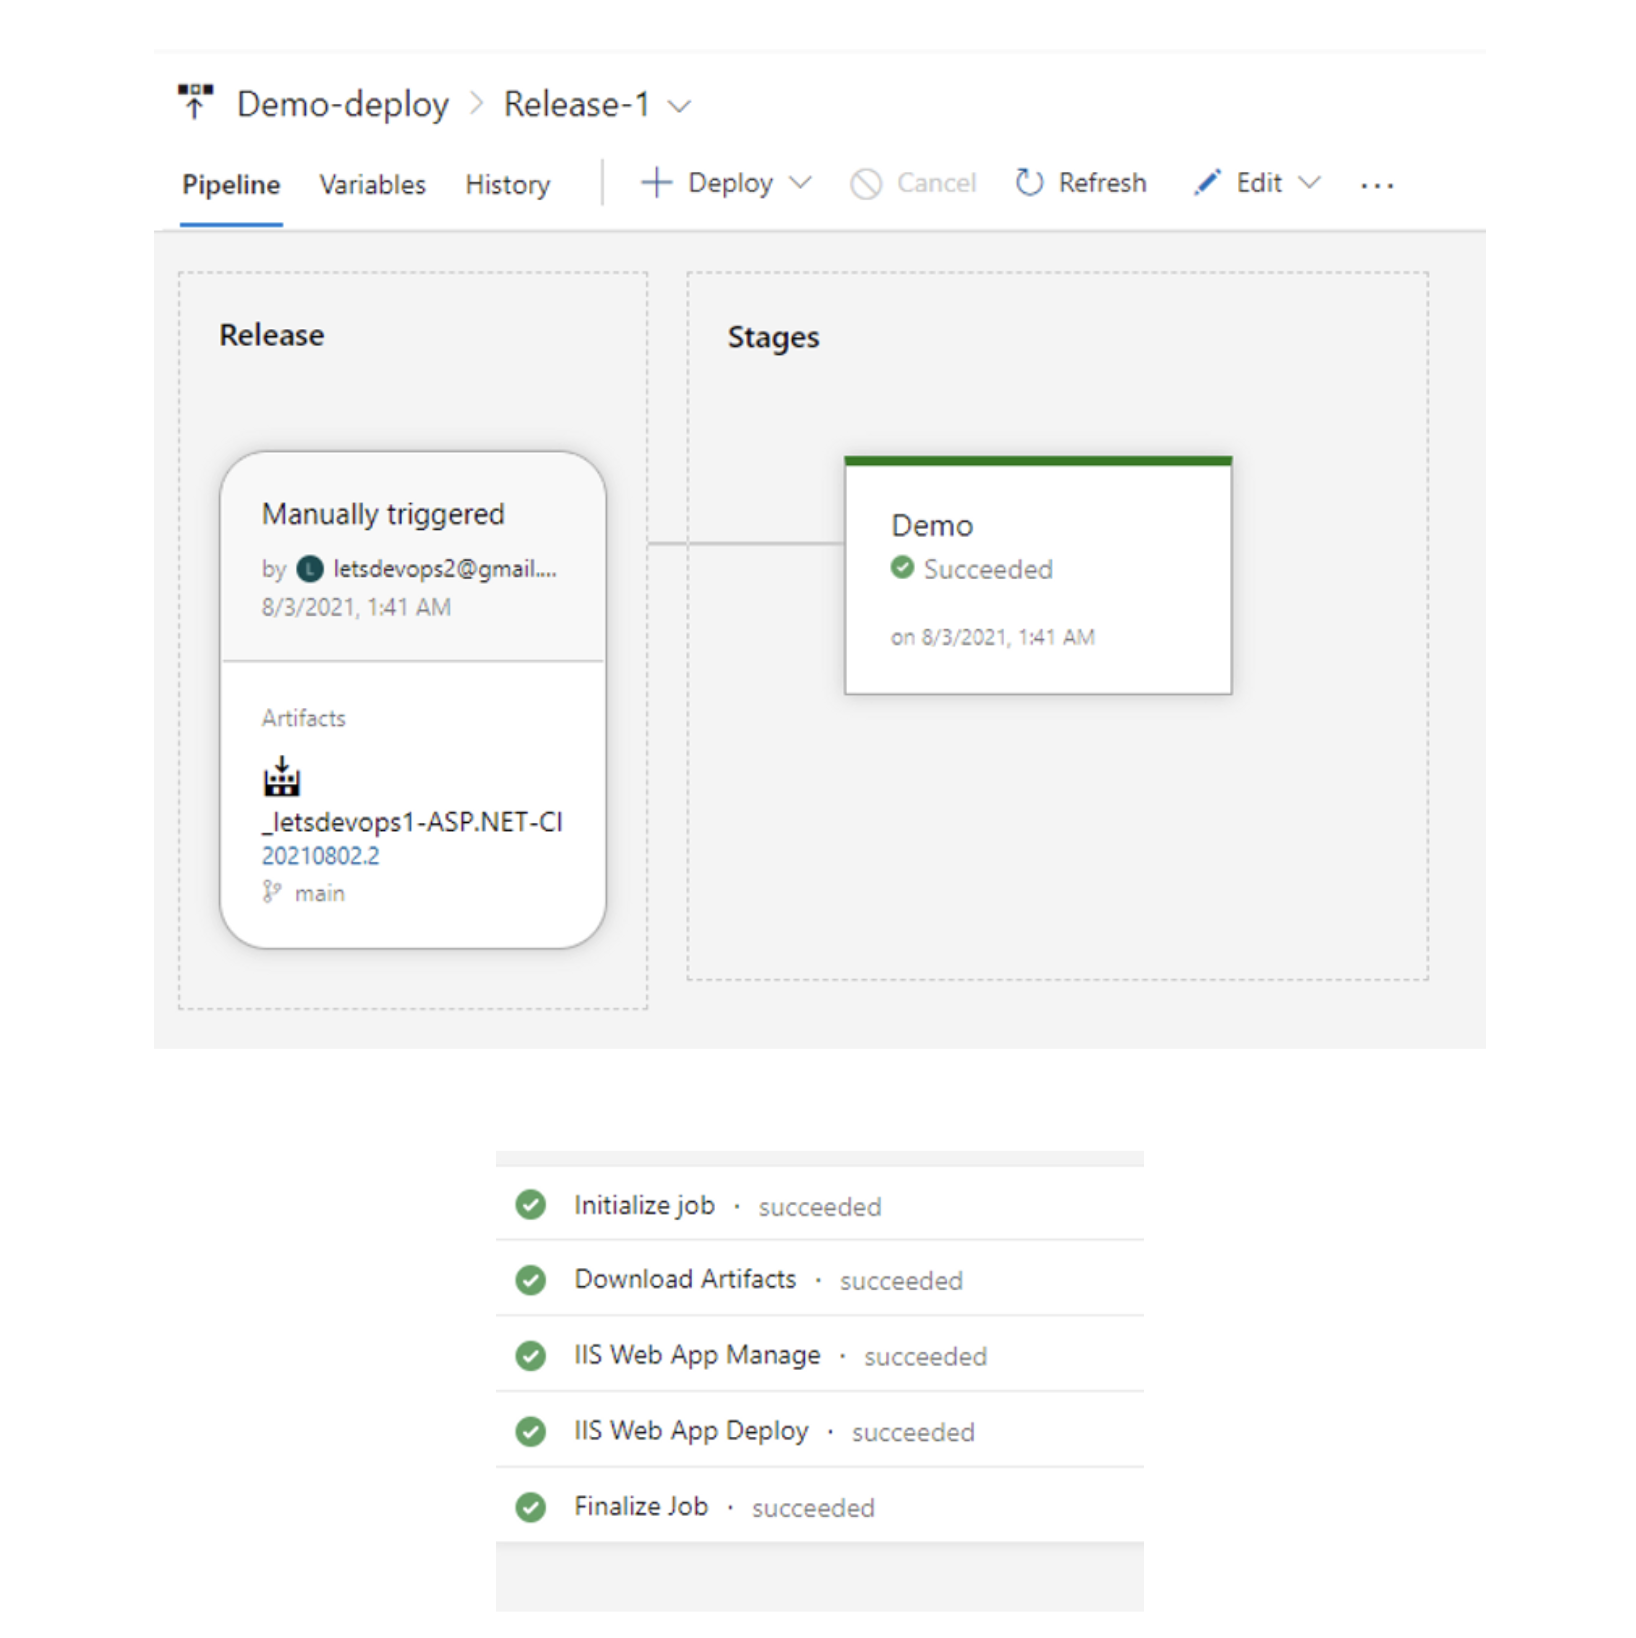 Demo-deploy > Release-1
Pipeline Variables History Deploy Cancel Refresh Edit ...
Release
Stages
Manually triggered
by L letsdevops2@gmail....
8/3/2021, 1:41 AM
Artifacts
_letsdevops1-ASP.NET-CI
20210802.2
main
Demo
Succeeded
on 8/3/2021, 1:41 AM
Initialize job · succeeded
Download Artifacts · succeeded
IIS Web App Manage · succeeded
IIS Web App Deploy · succeeded
Finalize Job · succeeded